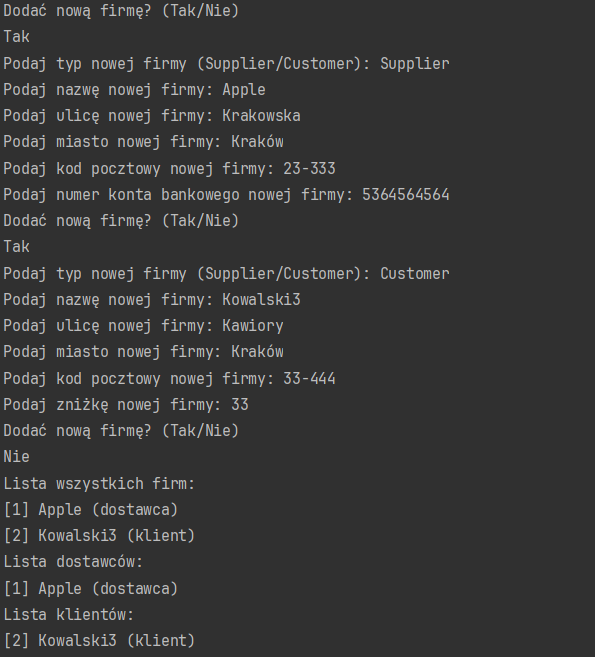 Dodać nową firmę? (Tak/Nie)
Tak
Podaj typ nowej firmy (Supplier/Customer): Supplier
Podaj nazwę nowej firmy: Apple
Podaj ulicę nowej firmy: Krakowska
Podaj miasto nowej firmy: Kraków
Podaj kod pocztowy nowej firmy: 23-333
Podaj numer konta bankowego nowej firmy: 5364564564
Dodać nową firmę? (Tak/Nie)
Tak
Podaj typ nowej firmy (Supplier/Customer): Customer
Podaj nazwę nowej firmy: Kowalski3
Podaj ulicę nowej firmy: Kawiory
Podaj miasto nowej firmy: Kraków
Podaj kod pocztowy nowej firmy: 33-444
Podaj zniżkę nowej firmy: 33
Dodać nową firmę? (Tak/Nie)
Nie
Lista wszystkich firm:
[1] Apple (dostawca)
[2] Kowalski3 (klient)
Lista dostawców:
[1] Apple (dostawca)
Lista klientów:
[2] Kowalski3 (klient)